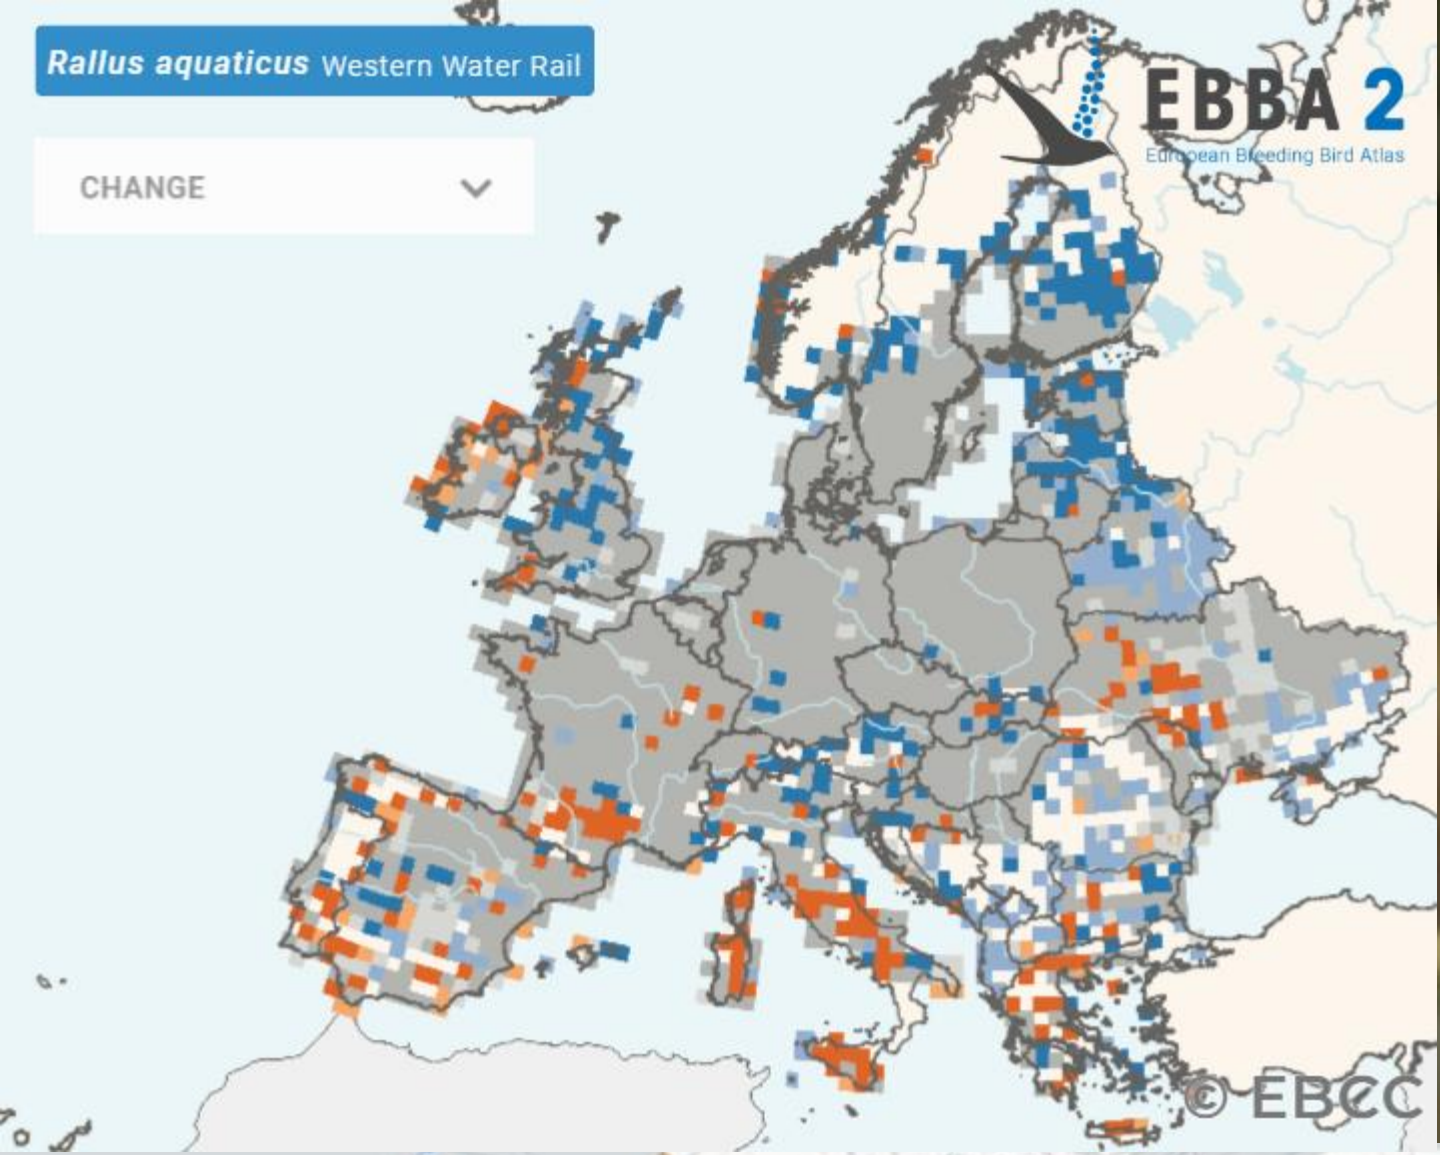 Rallus aquaticus Western Water Rail
EBBA 2
European Breeding Bird Atlas
CHANGE
© EBCC